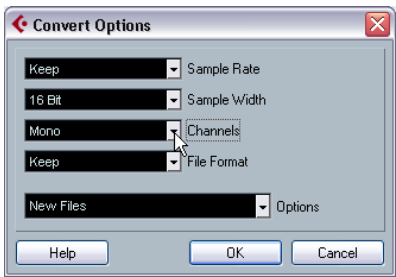 Convert Options
Keep Sample Rate
16 Bit Sample Width
Mono Channels
Keep File Format
New Files Options
Help OK Cancel